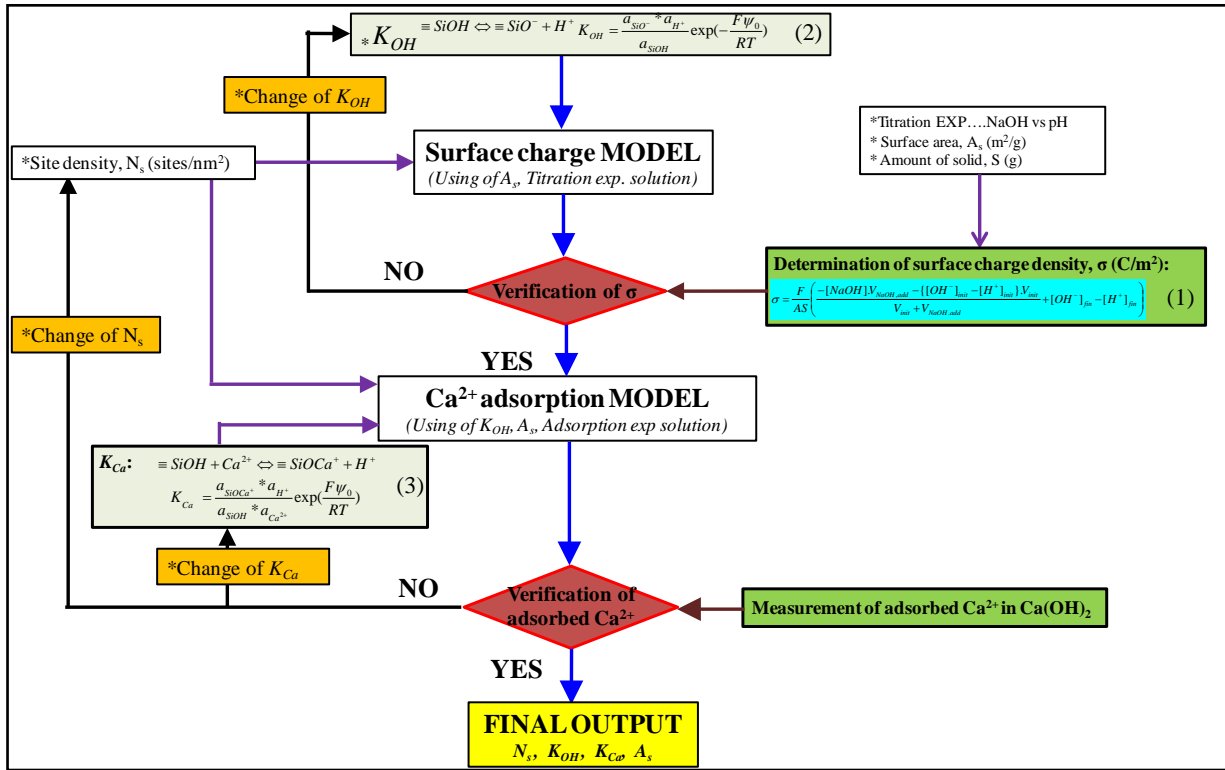 *K_OH ≡ SiOH ⇔ ≡ SiO⁻ + H⁺ K_OH = (a_SiO⁻ * a_H⁺ / a_SiOH) exp(−Fψ₀/RT) (2)
*Change of K_OH
*Titration EXP….NaOH vs pH
* Surface area, A_s (m²/g)
* Amount of solid, S (g)
*Site density, N_s (sites/nm²)
Surface charge MODEL
(Using of A_s, Titration exp. solution)
NO
Verification of σ
Determination of surface charge density, σ (C/m²):
σ = F/AS ( (−[NaOH].V_NaOH,add − {[OH⁻]_init − [H⁺]_init}.V_init) / (V_init + V_NaOH,add) + [OH⁻]_fin − [H⁺]_fin ) (1)
*Change of N_s
YES
Ca²⁺ adsorption MODEL
(Using of K_OH, A_s, Adsorption exp solution)
K_Ca: ≡ SiOH + Ca²⁺ ⇔ ≡ SiOCa⁺ + H⁺
K_Ca = (a_SiOCa⁺ * a_H⁺ / a_SiOH * a_Ca²⁺) exp(Fψ₀/RT) (3)
*Change of K_Ca
NO
Verification of
adsorbed Ca²⁺
Measurement of adsorbed Ca²⁺ in Ca(OH)₂
YES
FINAL OUTPUT
N_s, K_OH, K_Ca, A_s